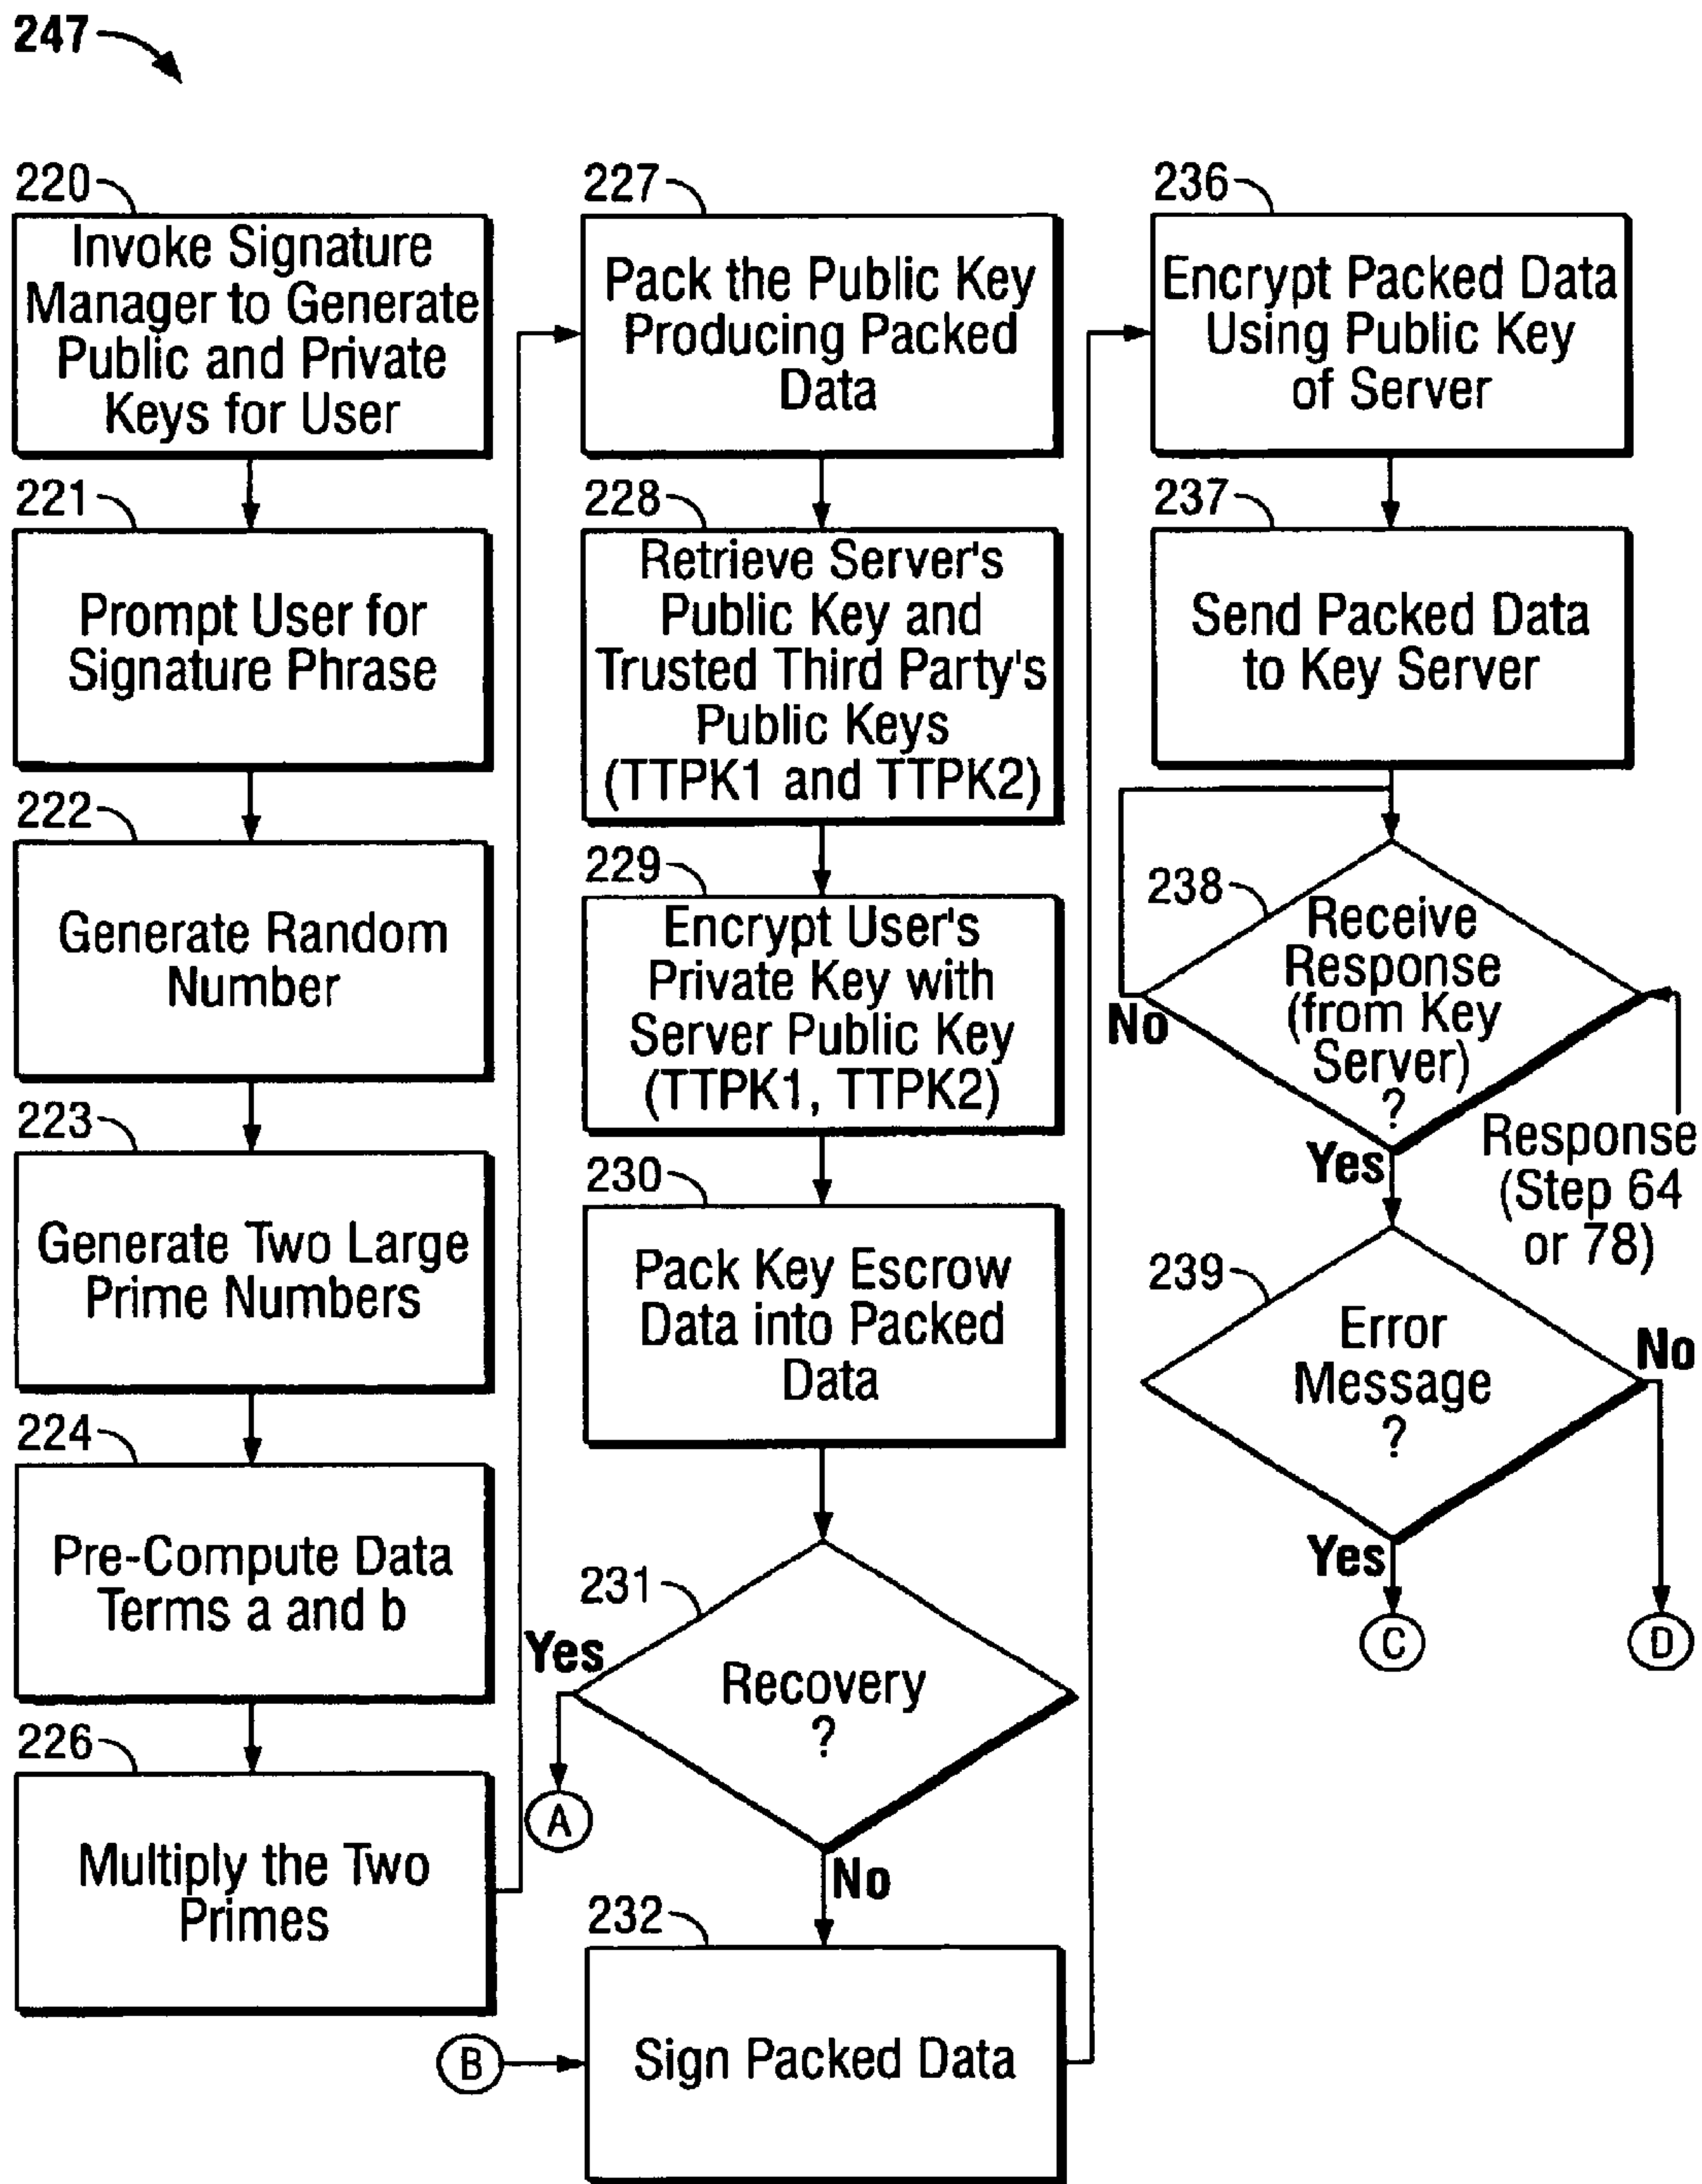 247
220
Invoke Signature
Manager to Generate
Public and Private
Keys for User
221
Prompt User for
Signature Phrase
222
Generate Random
Number
223
Generate Two Large
Prime Numbers
224
Pre-Compute Data
Terms a and b
226
Multiply the Two
Primes
227
Pack the Public Key
Producing Packed
Data
228
Retrieve Server's
Public Key and
Trusted Third Party's
Public Keys
(TTPK1 and TTPK2)
229
Encrypt User's
Private Key with
Server Public Key
(TTPK1, TTPK2)
230
Pack Key Escrow
Data into Packed
Data
231
Yes
Recovery
?
A
No
232
B
Sign Packed Data
236
Encrypt Packed Data
Using Public Key
of Server
237
Send Packed Data
to Key Server
238
Receive
Response
(from Key
Server)
?
No
Yes
Response
(Step 64
or 78)
239
Error
Message
?
No
Yes
C
D